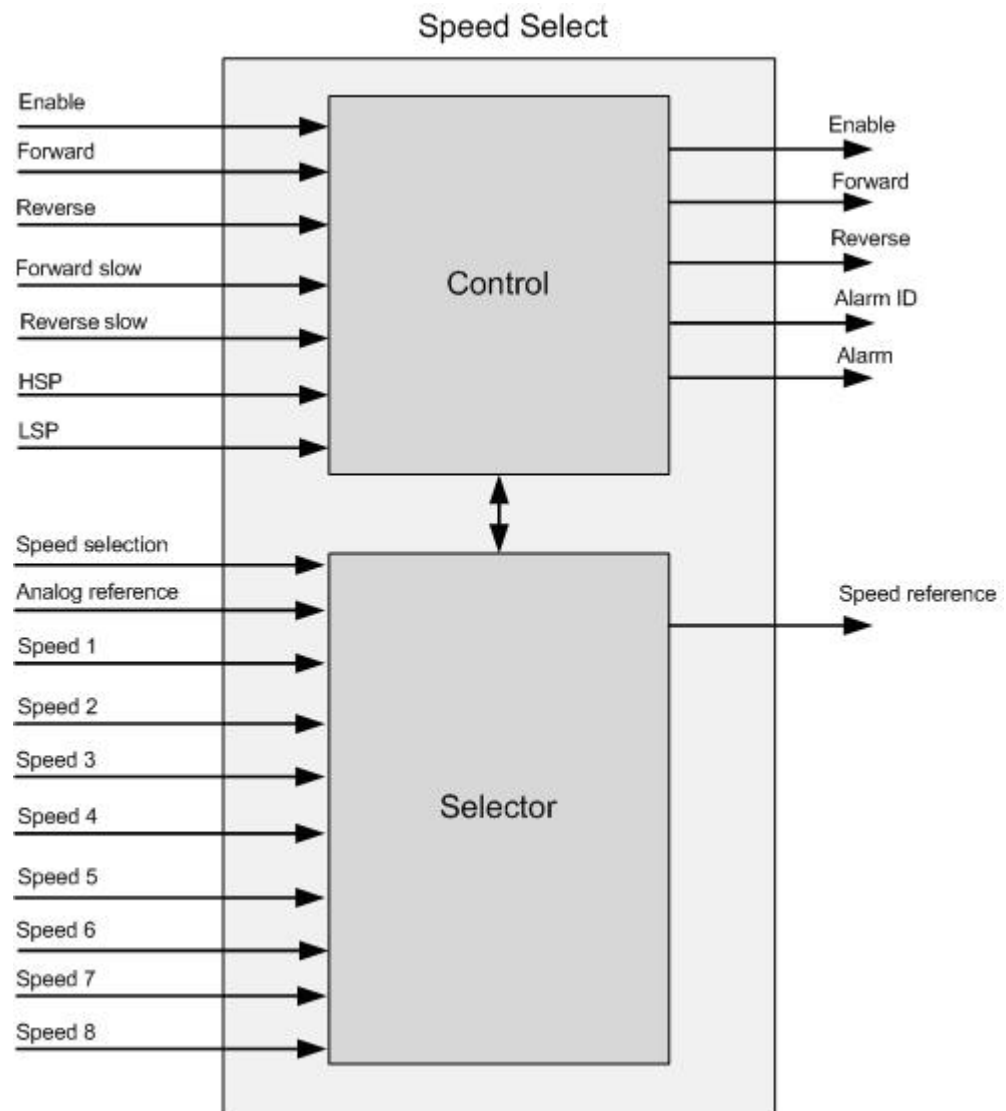 Speed Select
Enable
Forward
Reverse
Forward slow
Reverse slow
HSP
LSP
Control
Enable
Forward
Reverse
Alarm ID
Alarm
Speed selection
Analog reference
Speed 1
Speed 2
Speed 3
Speed 4
Speed 5
Speed 6
Speed 7
Speed 8
Selector
Speed reference